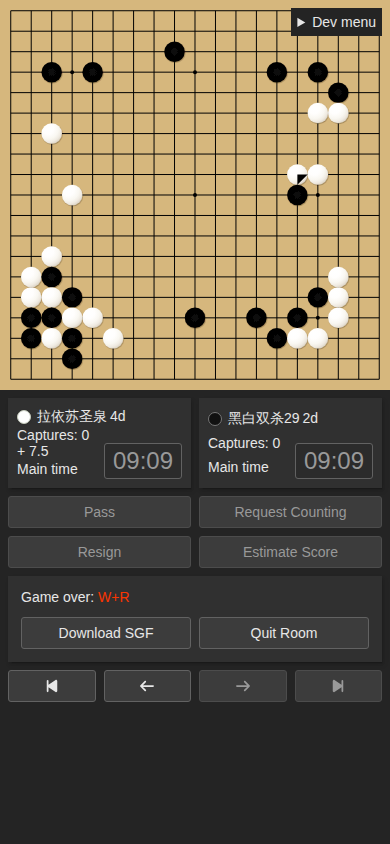 Dev menu
拉依苏圣泉 4d
Captures: 0
+ 7.5
Main time
09:09
黑白双杀29 2d
Captures: 0
Main time
09:09
Pass
Request Counting
Resign
Estimate Score
Game over: W+R
Download SGF
Quit Room